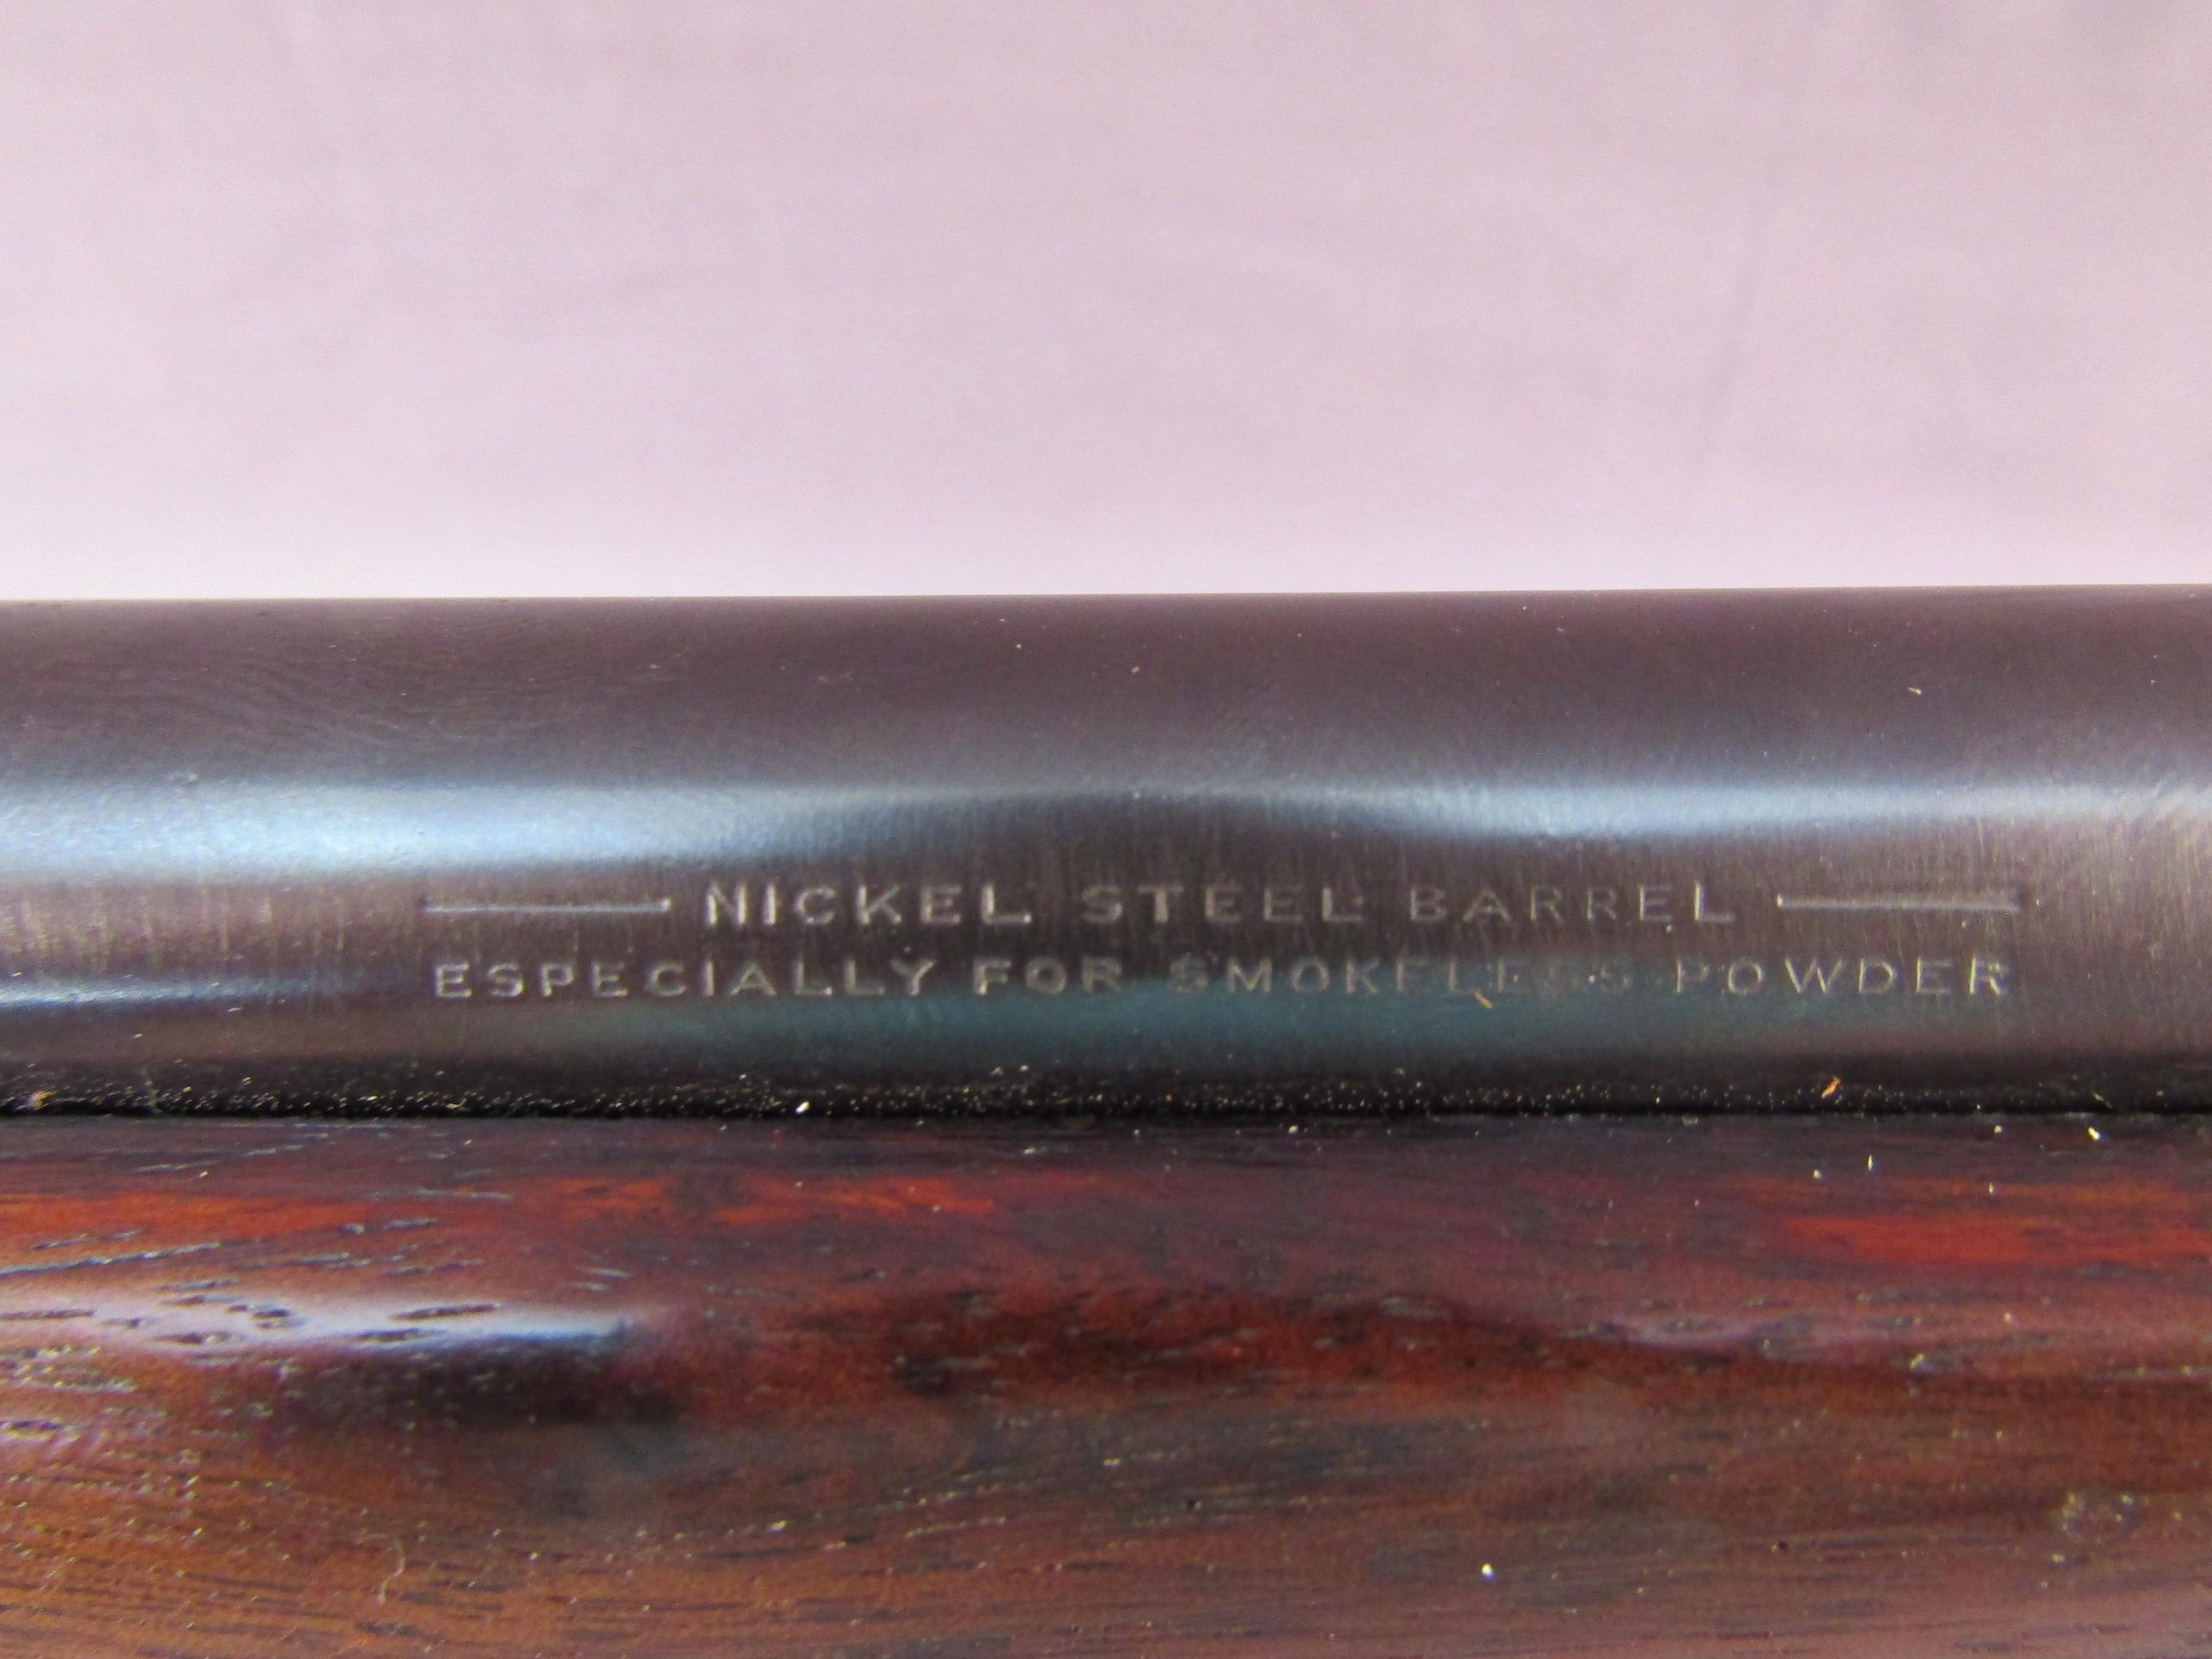 NICKEL STEEL BARREL
ESPECIALLY FOR SMOKELESS POWDER